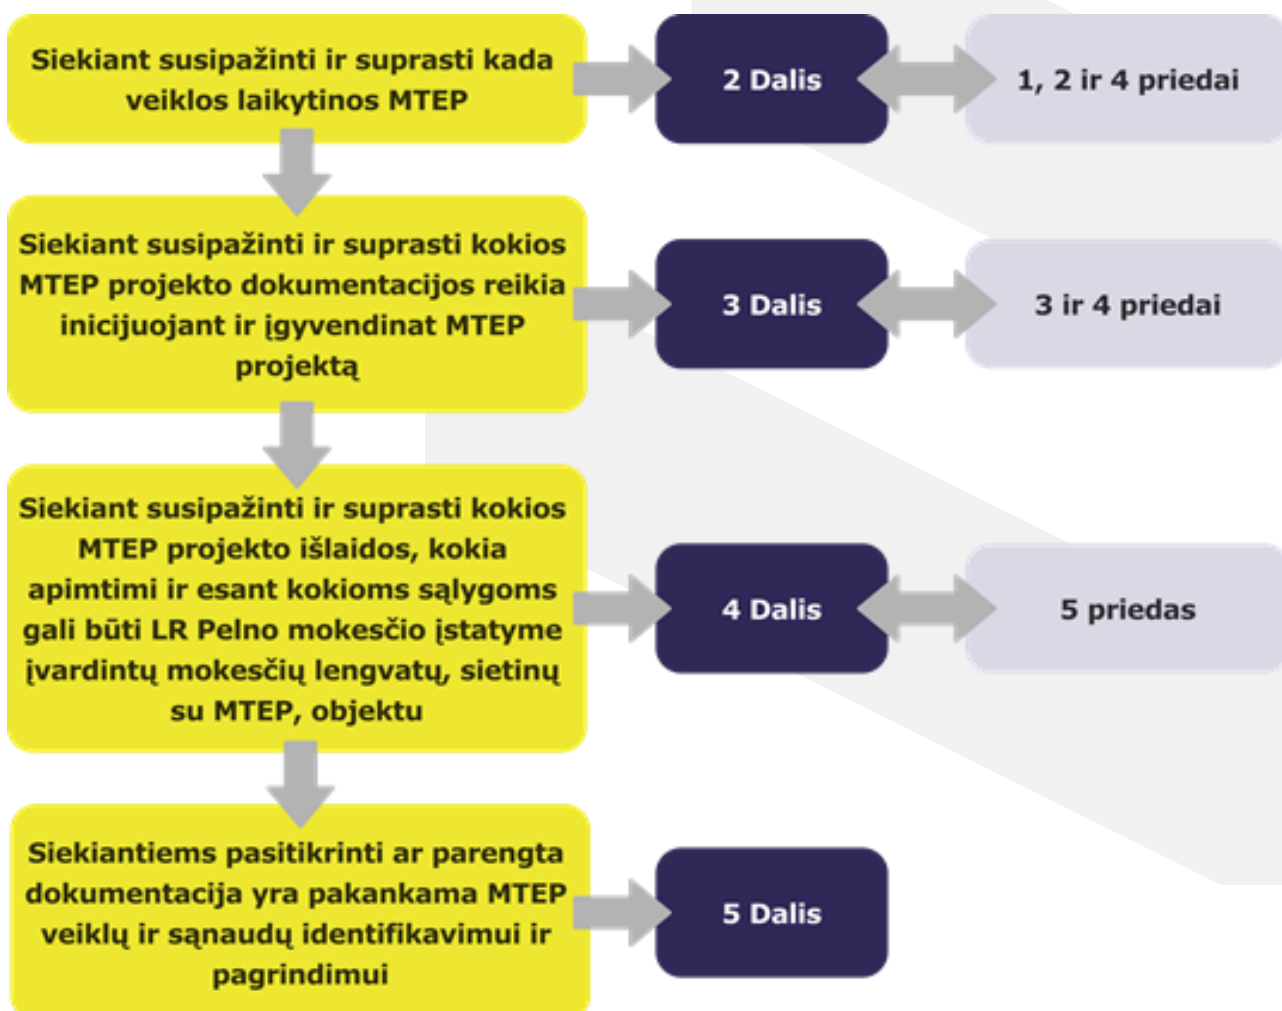 Siekiant susipažinti ir suprasti kada
veiklos laikytinos MTEP
2 Dalis
1, 2 ir 4 priedai
Siekiant susipažinti ir suprasti kokios
MTEP projekto dokumentacijos reikia
inicijuojant ir įgyvendinat MTEP
projektą
3 Dalis
3 ir 4 priedai
Siekiant susipažinti ir suprasti kokios
MTEP projekto išlaidos, kokia
apimtimi ir esant kokioms sąlygoms
gali būti LR Pelno mokesčio įstatyme
įvardintų mokesčių lengvatų, sietinų
su MTEP, objektu
4 Dalis
5 priedas
Siekiantiems pasitikrinti ar parengta
dokumentacija yra pakankama MTEP
veiklų ir sąnaudų identifikavimui ir
pagrindimui
5 Dalis